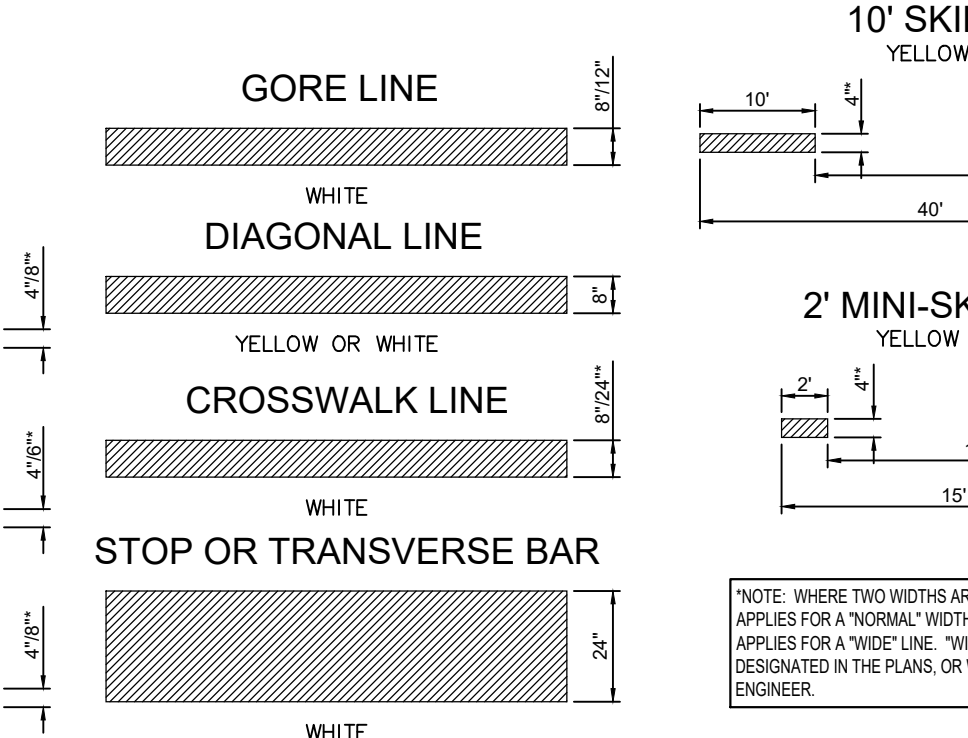 GORE LINE
8"/12"
WHITE
DIAGONAL LINE
4"/8"*
8"
YELLOW OR WHITE
CROSSWALK LINE
8"/24"*
4"/6"*
WHITE
STOP OR TRANSVERSE BAR
4"/8"*
24"
WHITE
10' SKI
YELLOW
10'
4"*
40'
2' MINI-SK
YELLOW
2'
4"*
15'
*NOTE: WHERE TWO WIDTHS AR
APPLIES FOR A "NORMAL" WIDTH
APPLIES FOR A "WIDE" LINE. "WI
DESIGNATED IN THE PLANS, OR
ENGINEER.